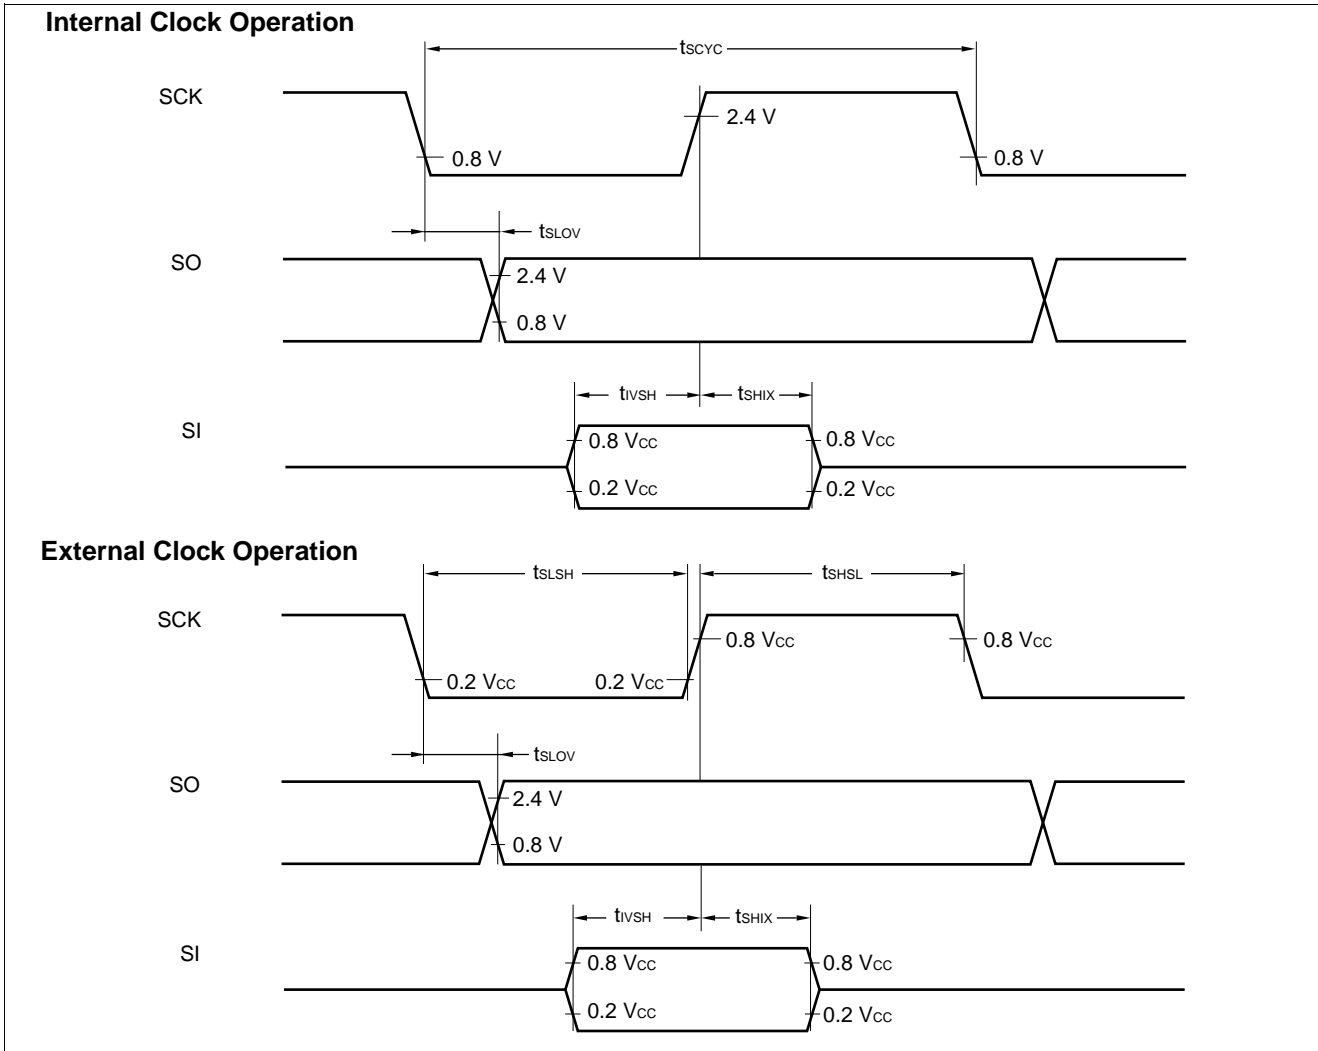 Internal Clock Operation
tSCYC
SCK
2.4 V
0.8 V
0.8 V
tSLOV
SO
2.4 V
0.8 V
tIVSH
tSHIX
SI
0.8 VCC
0.8 VCC
0.2 VCC
0.2 VCC
External Clock Operation
tSLSH
tSHSL
SCK
0.8 VCC
0.8 VCC
0.2 VCC
0.2 VCC
tSLOV
SO
2.4 V
0.8 V
tIVSH
tSHIX
SI
0.8 VCC
0.8 VCC
0.2 VCC
0.2 VCC